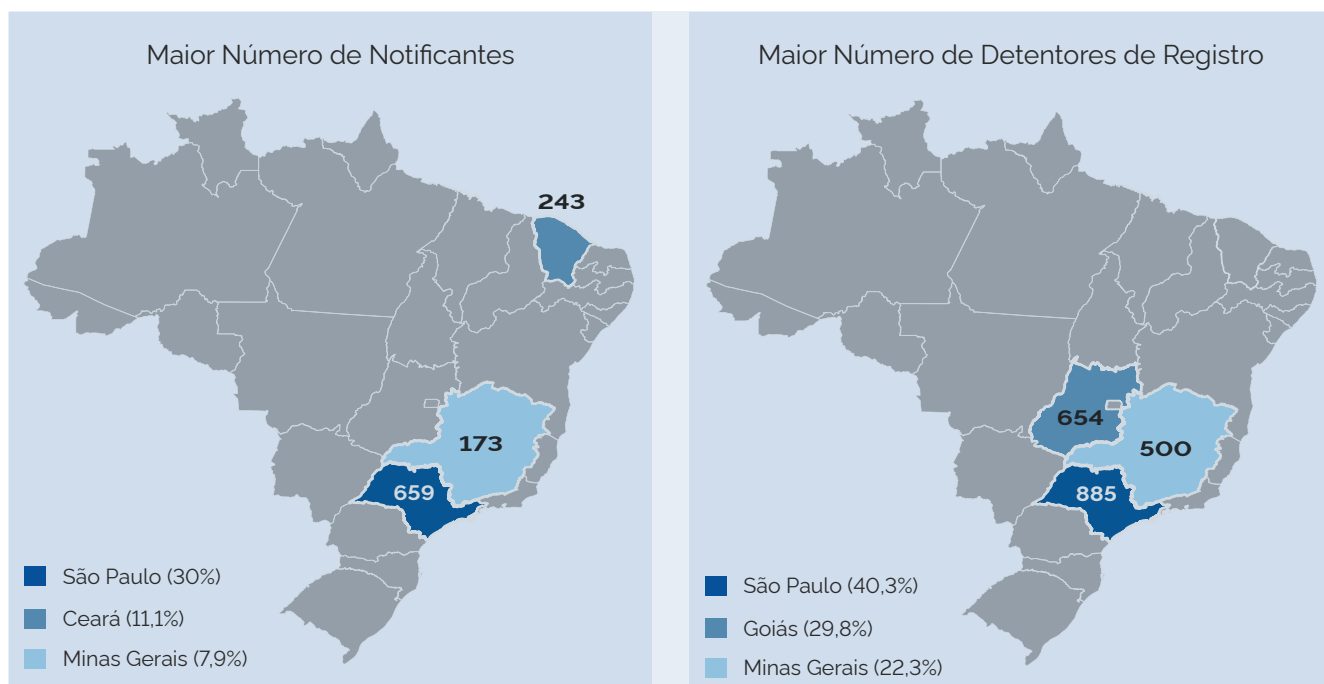 Maior Número de Notificantes
243
173
659
São Paulo (30%)
Ceará (11,1%)
Minas Gerais (7,9%)
Maior Número de Detentores de Registro
654
500
885
São Paulo (40,3%)
Goiás (29,8%)
Minas Gerais (22,3%)